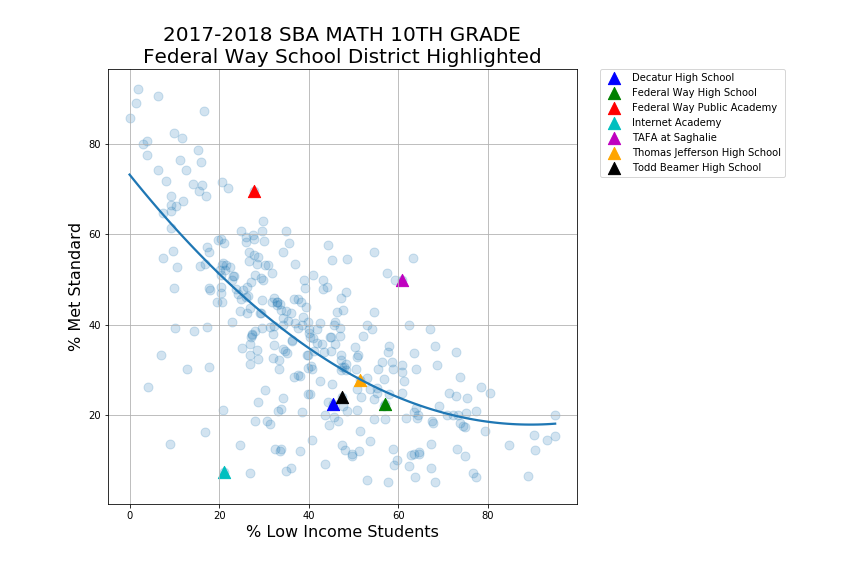 2017-2018 SBA MATH 10TH GRADE
Federal Way School District Highlighted
Decatur High School
Federal Way High School
Federal Way Public Academy
Internet Academy
TAFA at Saghalie
Thomas Jefferson High School
Todd Beamer High School
% Met Standard
80
60
40
20
0 20 40 60 80
% Low Income Students